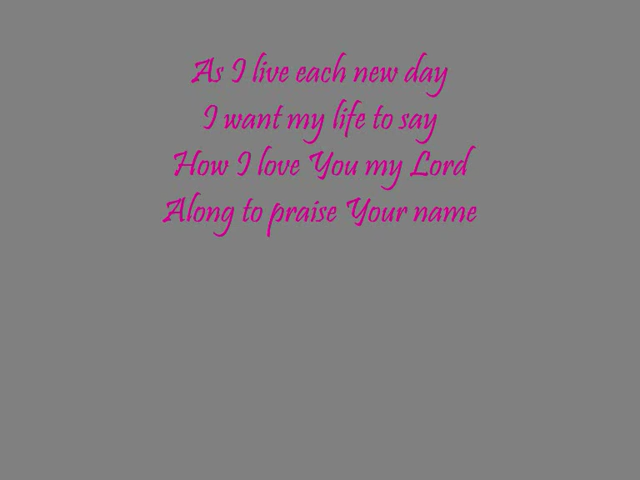 As I live each new day
I want my life to say
How I love You my Lord
Along to praise Your name